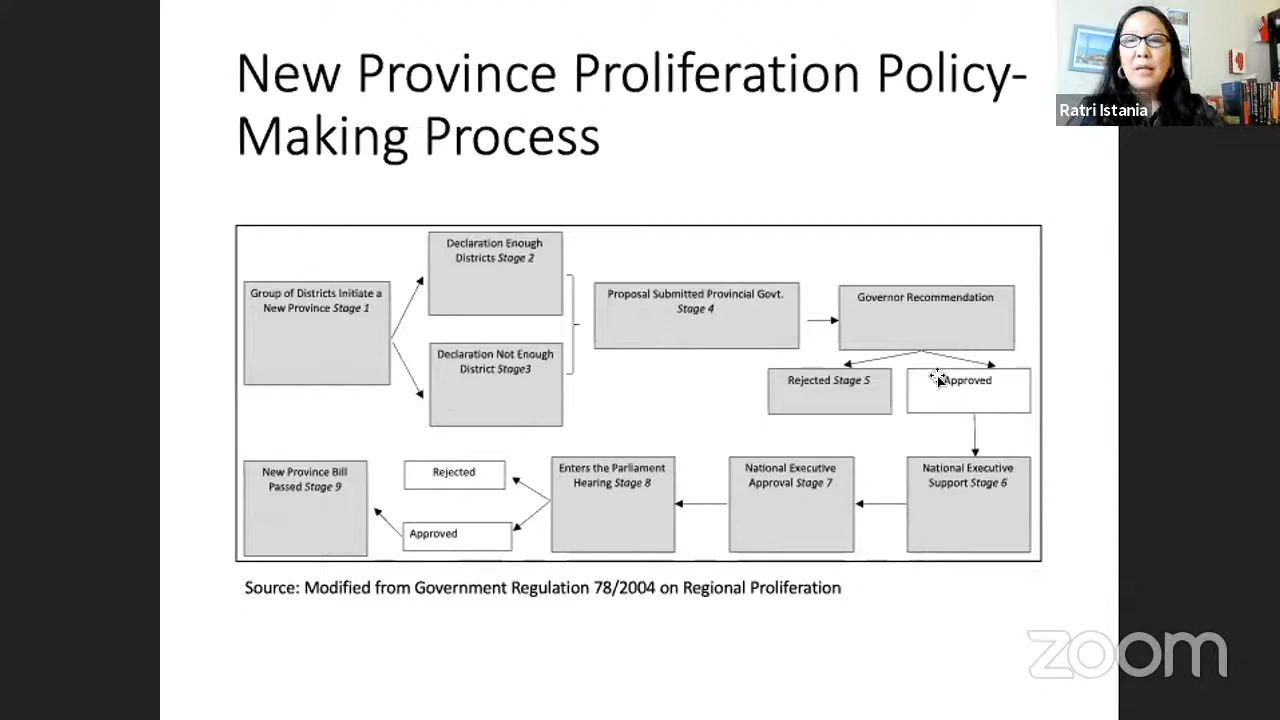 New Province Proliferation Policy-
Making Process
Ratri Istania
Declaration Enough
Districts Stage 2
Group of Districts Initiate a
New Province Stage 1
Proposal Submitted Provincial Govt.
Stage 4
Governor Recommendation
Declaration Not Enough
District Stage3
Rejected Stage 5
Approved
New Province Bill
Passed Stage 9
Rejected
Approved
Enters the Parliament
Hearing Stage 8
National Executive
Approval Stage 7
National Executive
Support Stage 6
Source: Modified from Government Regulation 78/2004 on Regional Proliferation
zoom